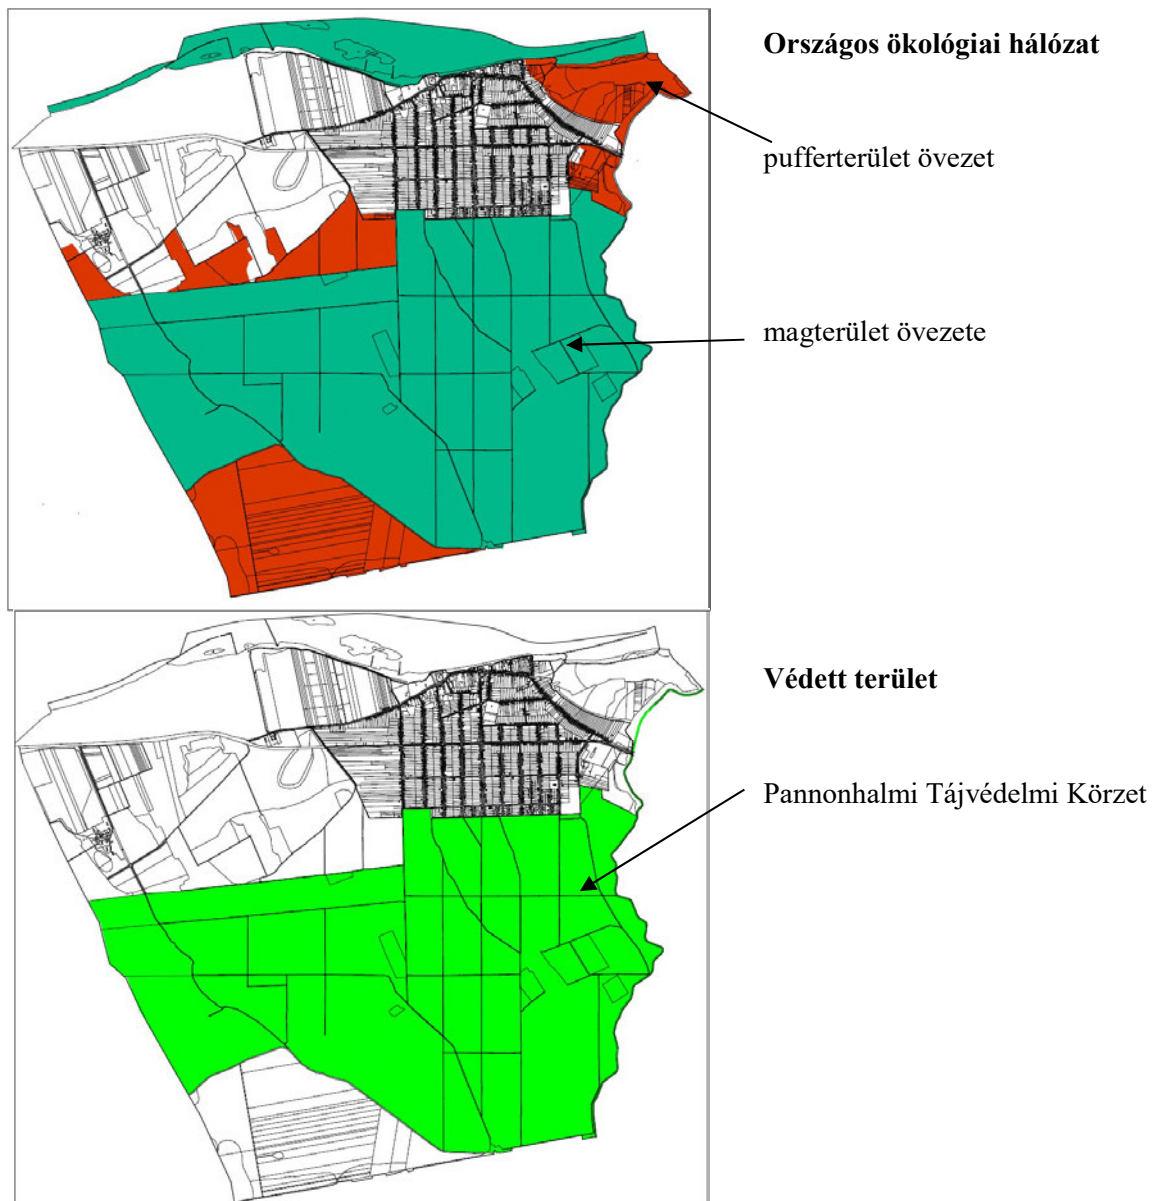 Országos ökológiai hálózat
pufferterület övezet
magterület övezete
Védett terület
Pannonhalmi Tájvédelmi Körzet